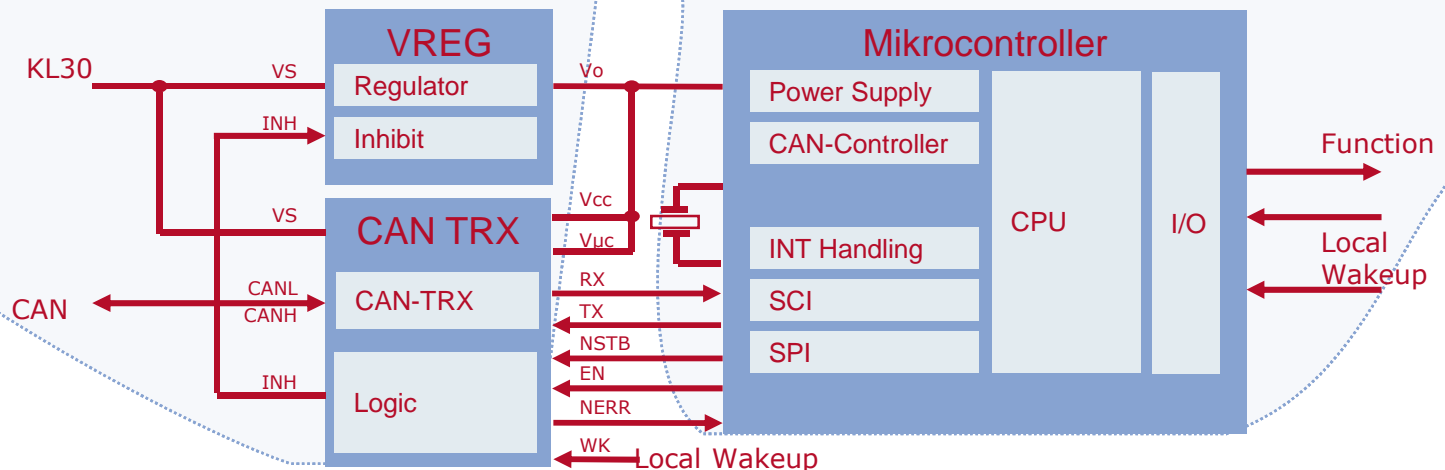 VREG
Mikrocontroller
KL30
VS
Regulator
Vo
Power Supply
INH
Inhibit
CAN-Controller
Function
Vcc
VS
CAN TRX
Vµc
CPU
I/O
INT Handling
Local
Wakeup
CANL
CAN-TRX
RX
SCI
CAN
CANH
TX
NSTB
SPI
INH
EN
Logic
NERR
WK
Local Wakeup